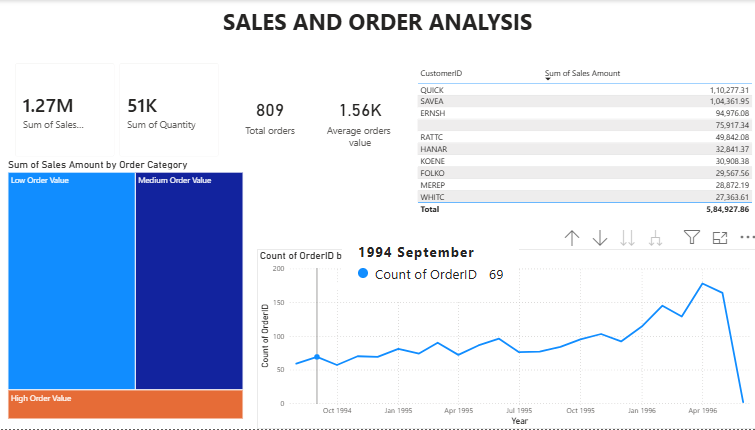 SALES AND ORDER ANALYSIS
1.27M
Sum of Sales...
51K
Sum of Quantity
809
Total orders
1.56K
Average orders
value
CustomerID Sum of Sales Amount
QUICK 1,10,277.31
SAVEA 1,04,361.95
ERNSH 94,976.08
75,917.34
RATTC 49,842.08
HANAR 32,841.37
KOENE 30,908.38
FOLKO 29,567.56
MEREP 28,872.19
WHITC 27,363.61
Total 5,84,927.86
Sum of Sales Amount by Order Category
Low Order Value
Medium Order Value
High Order Value
Count of OrderID b
1994 September
Count of OrderID 69
Count of OrderID
200
150
100
50
0
Oct 1994 Jan 1995 Apr 1995 Jul 1995 Oct 1995 Jan 1996 Apr 1996
Year